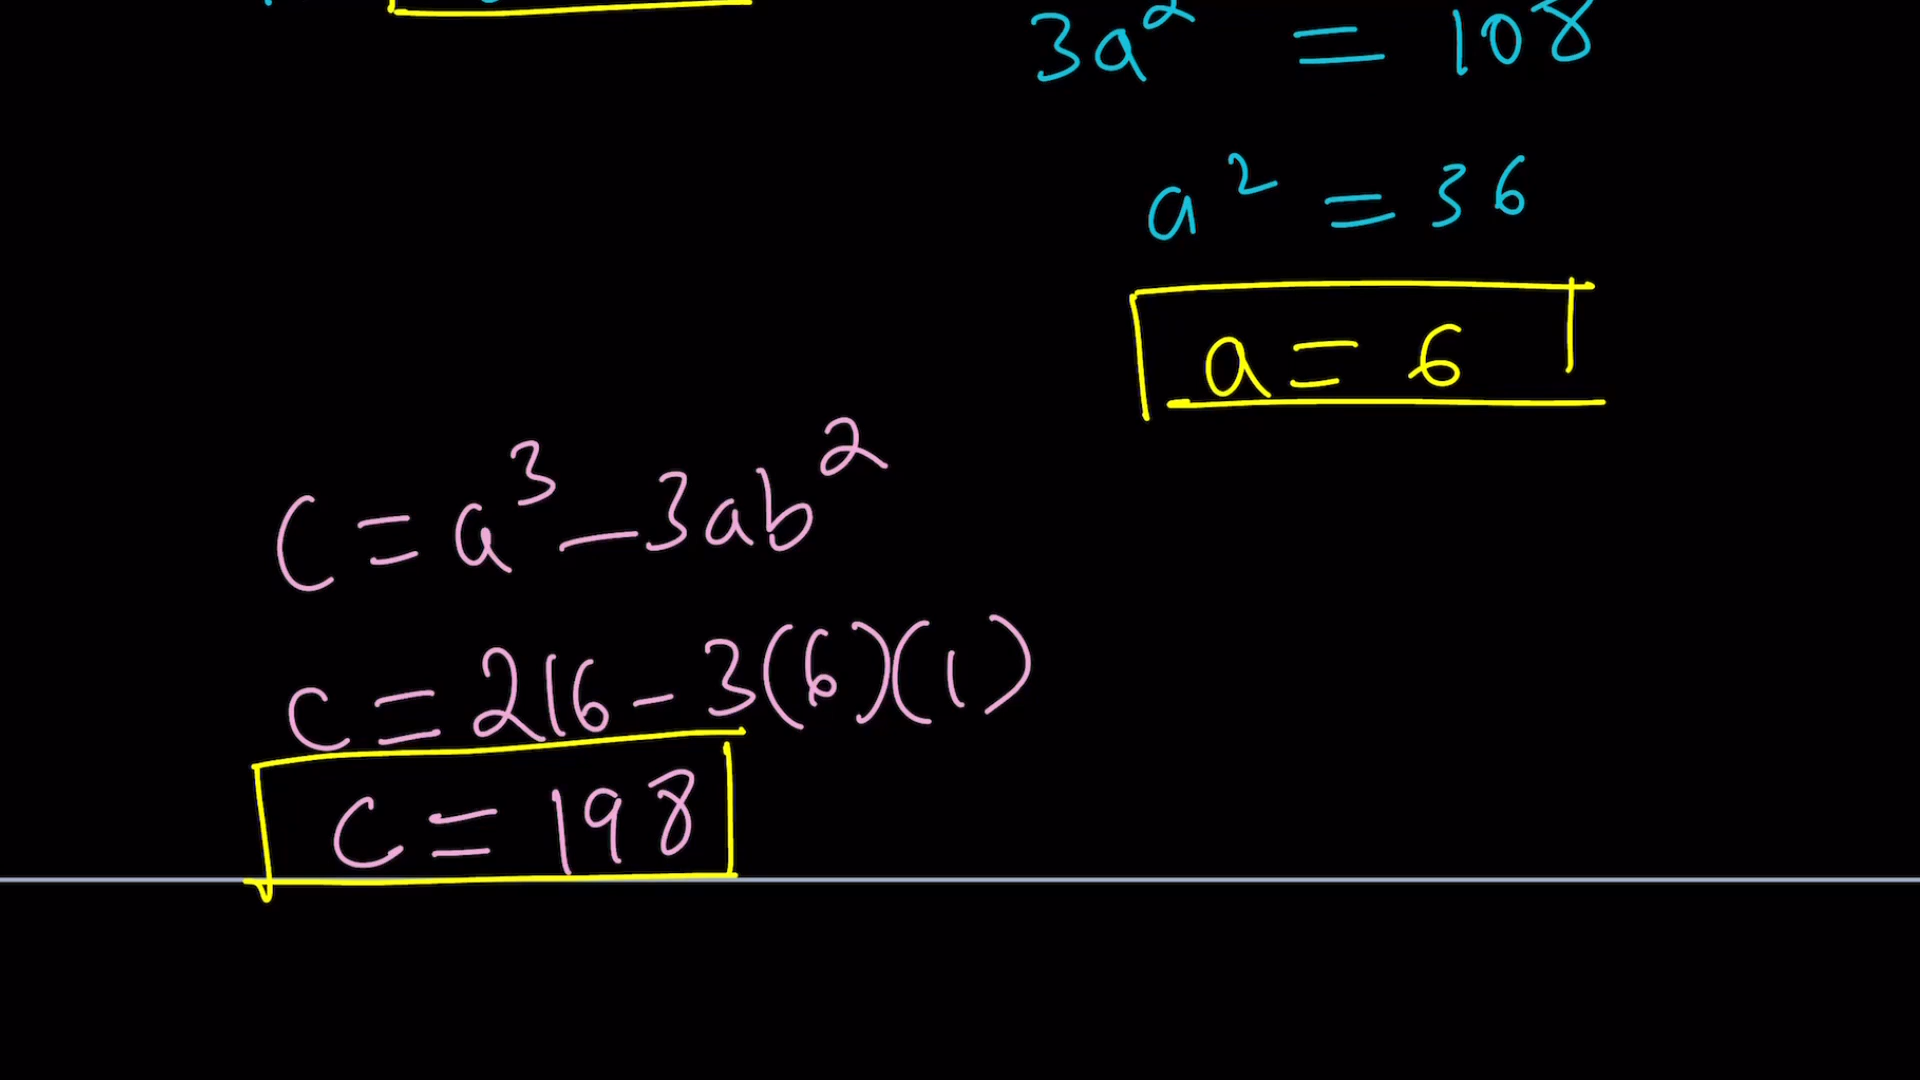 3a² = 108
a² = 36
a = 6
C = a³ - 3ab²
C = 216 - 3(6)(1)
C = 198